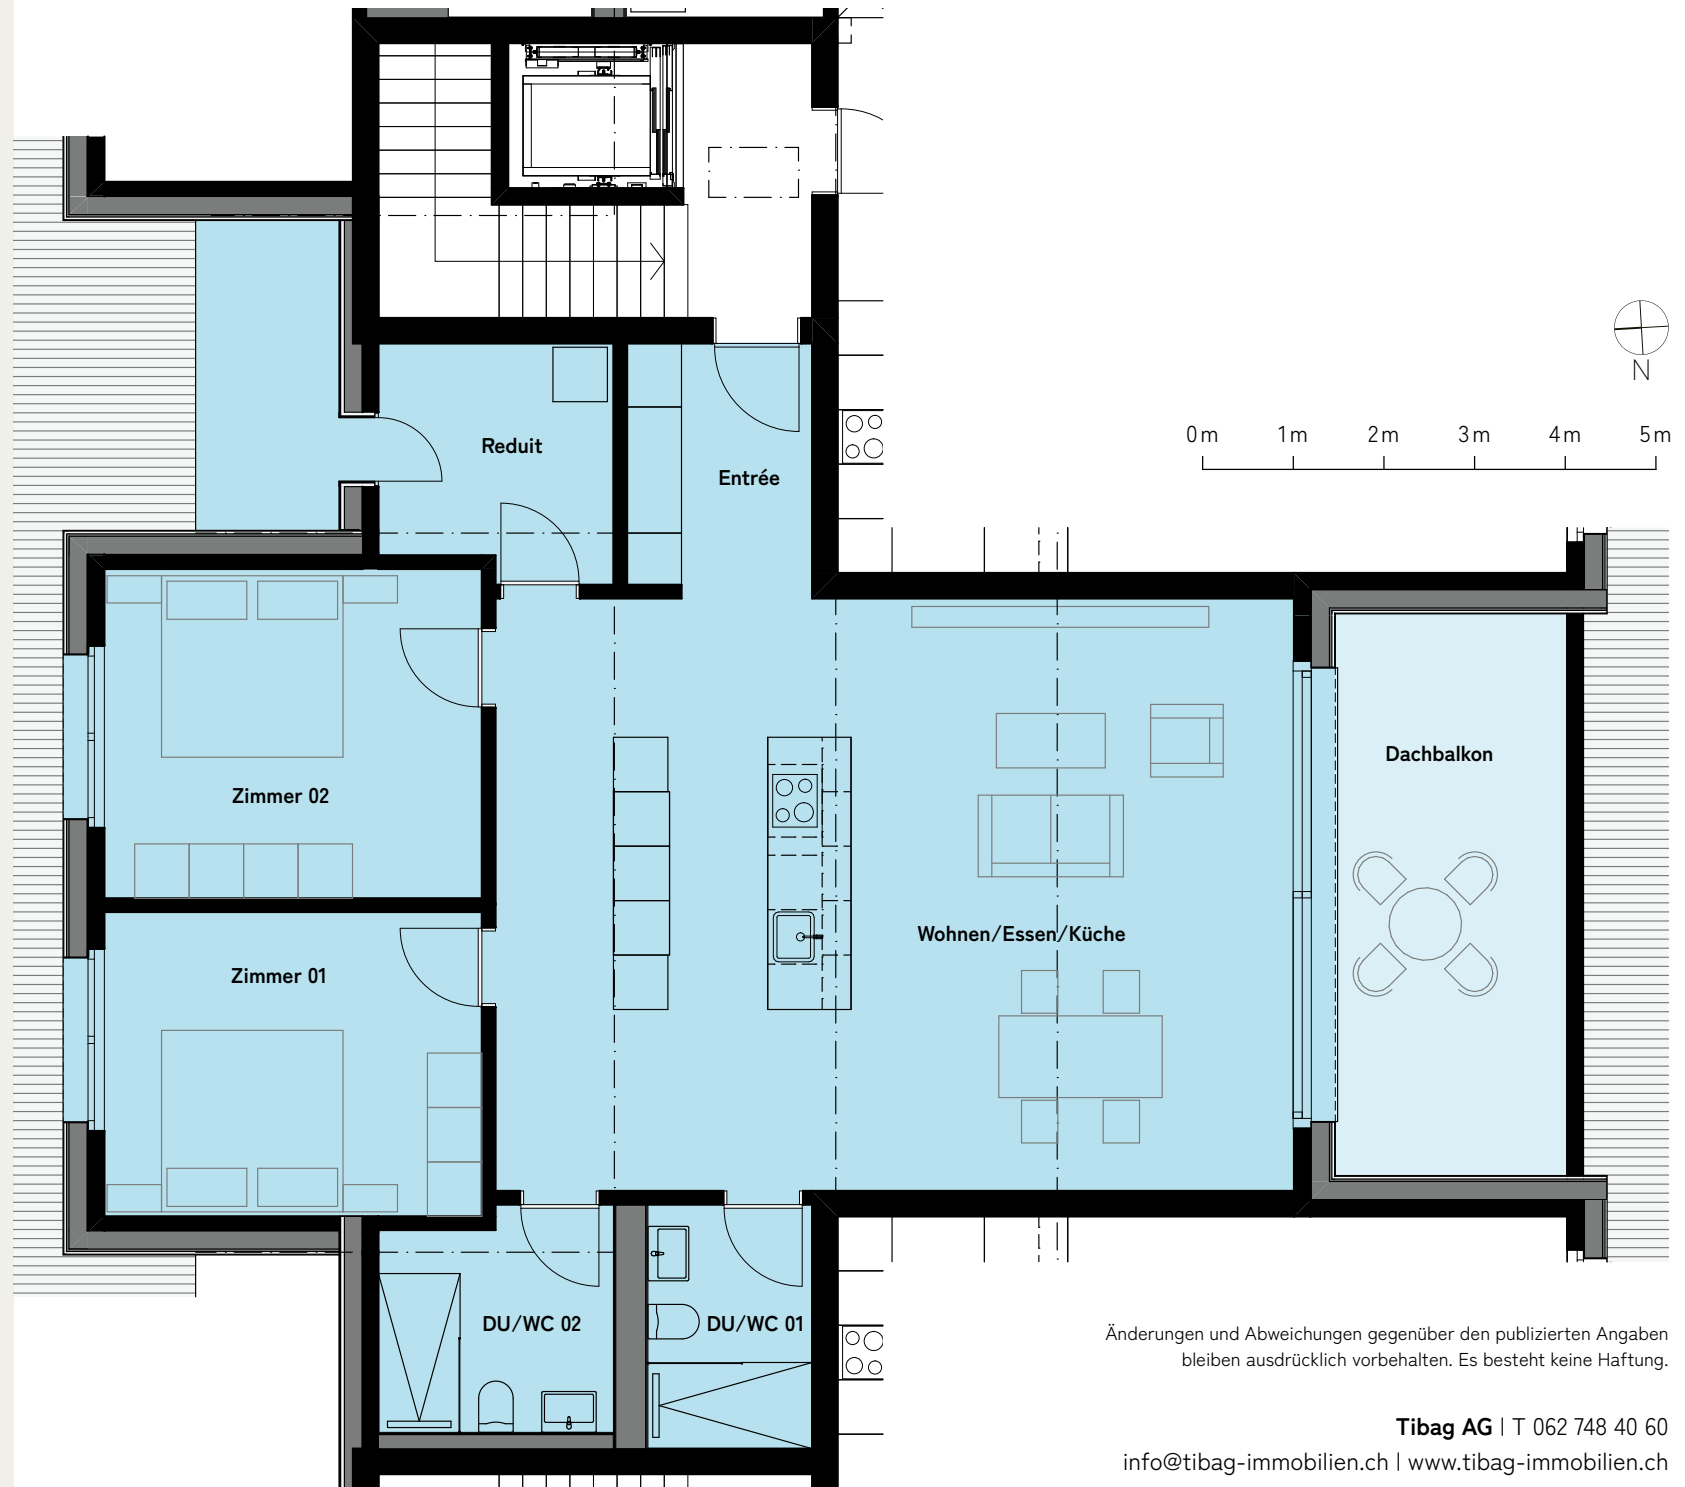 Reduit
Entrée
N
0 m 1 m 2 m 3 m 4 m 5 m
Zimmer 02
Dachbalkon
Wohnen/Essen/Küche
Zimmer 01
DU/WC 02
DU/WC 01
Änderungen und Abweichungen gegenüber den publizierten Angaben
bleiben ausdrücklich vorbehalten. Es besteht keine Haftung.
Tibag AG | T 062 748 40 60
info@tibag-immobilien.ch | www.tibag-immobilien.ch